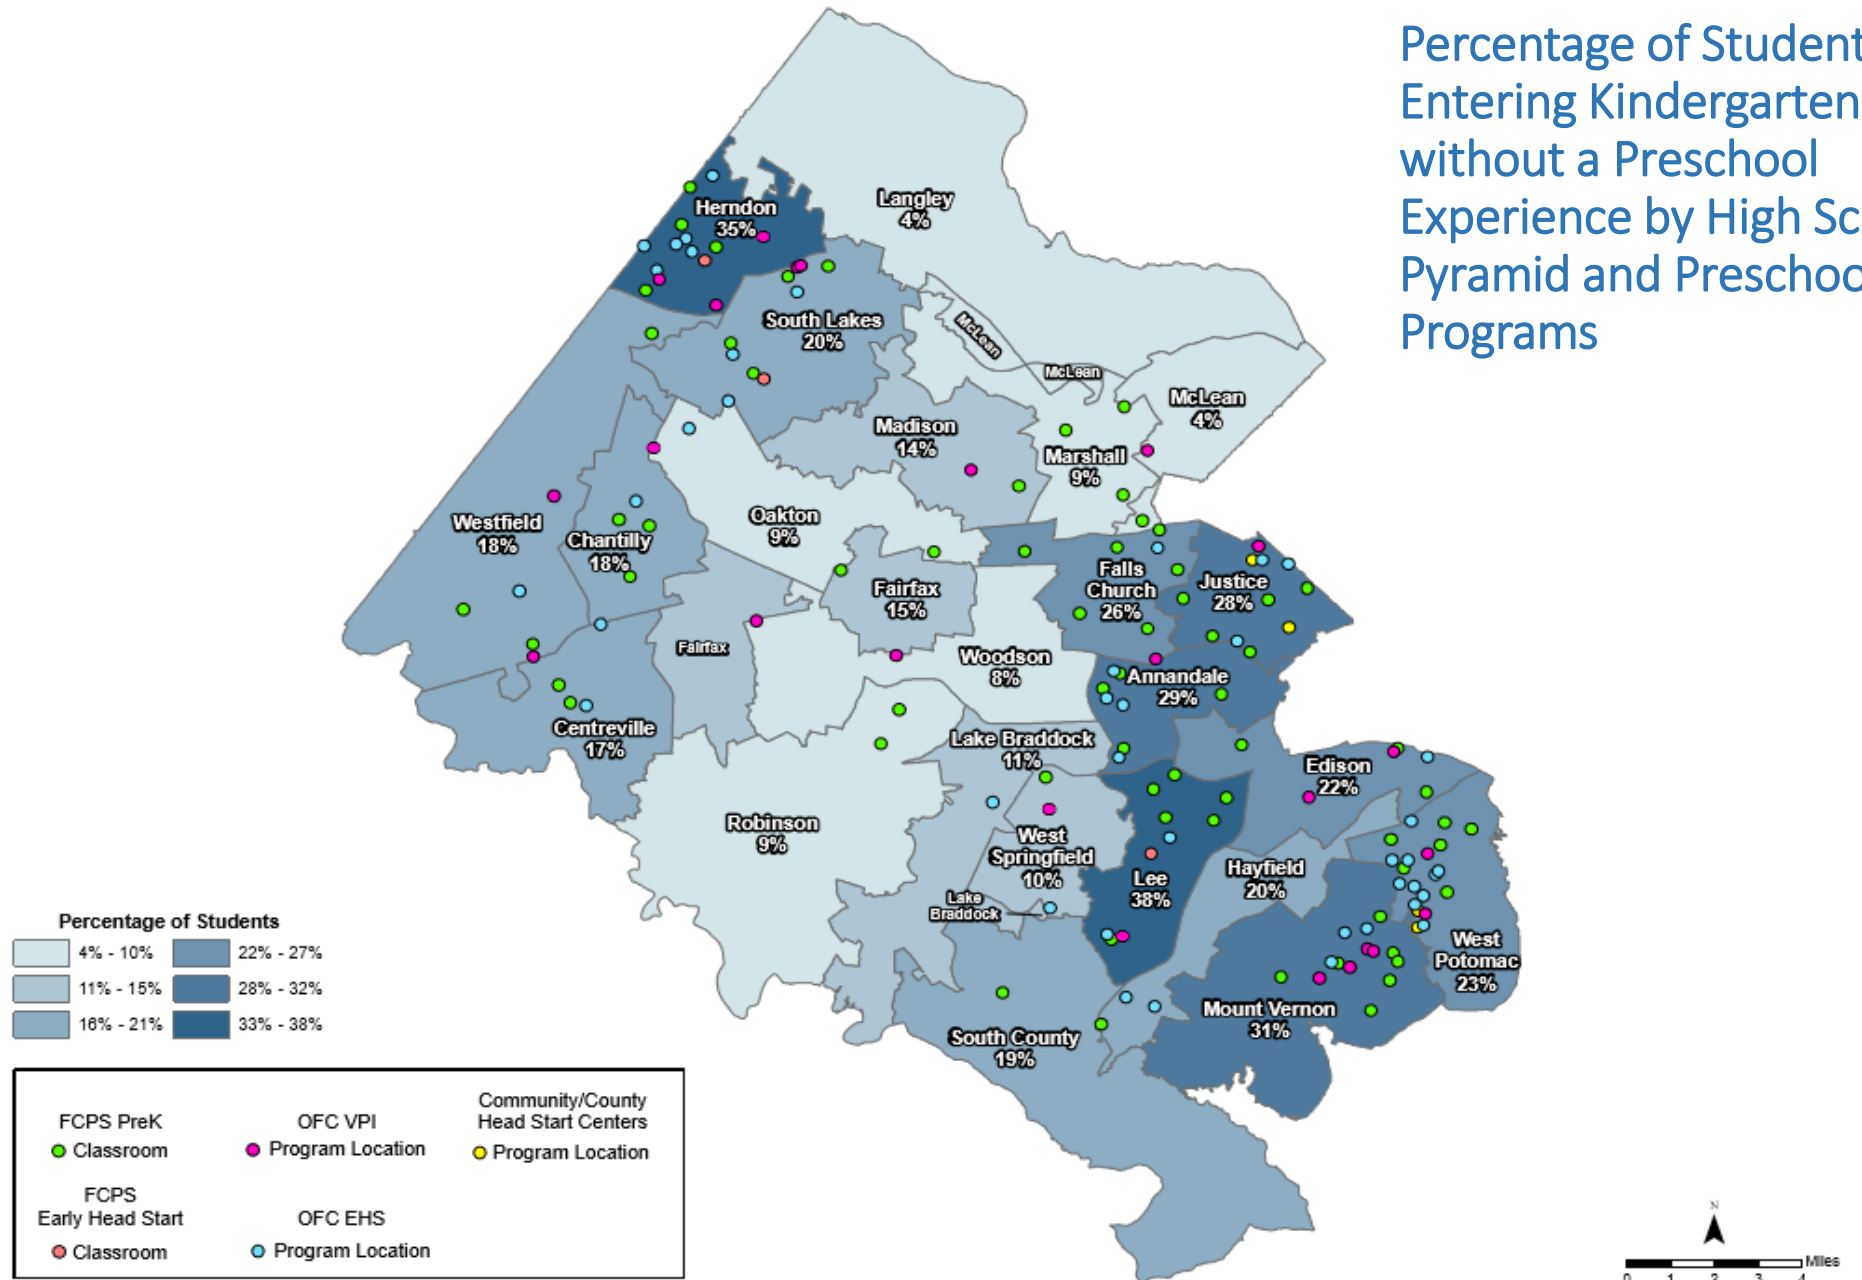 Percentage of Student
Entering Kindergarten
without a Preschool
Experience by High Sc
Pyramid and Preschoo
Programs
Langley
4%
Herndon
35%
South Lakes
20%
McLean
McLean
McLean
4%
Madison
14%
Marshall
9%
Oakton
9%
Westfield
18%
Chantilly
18%
Fairfax
15%
Falls
Church
26%
Justice
28%
Fairfax
Woodson
8%
Annandale
29%
Centreville
17%
Lake Braddock
11%
Edison
22%
Robinson
9%
West
Springfield
10%
Lee
38%
Hayfield
20%
Lake
Braddock
West
Potomac
23%
Mount Vernon
31%
South County
19%
Percentage of Students
4% - 10%
22% - 27%
11% - 15%
28% - 32%
16% - 21%
33% - 38%
FCPS PreK
Classroom
OFC VPI
Program Location
Community/County
Head Start Centers
Program Location
FCPS
Early Head Start
Classroom
OFC EHS
Program Location
N
Miles
0 1 2 3 4